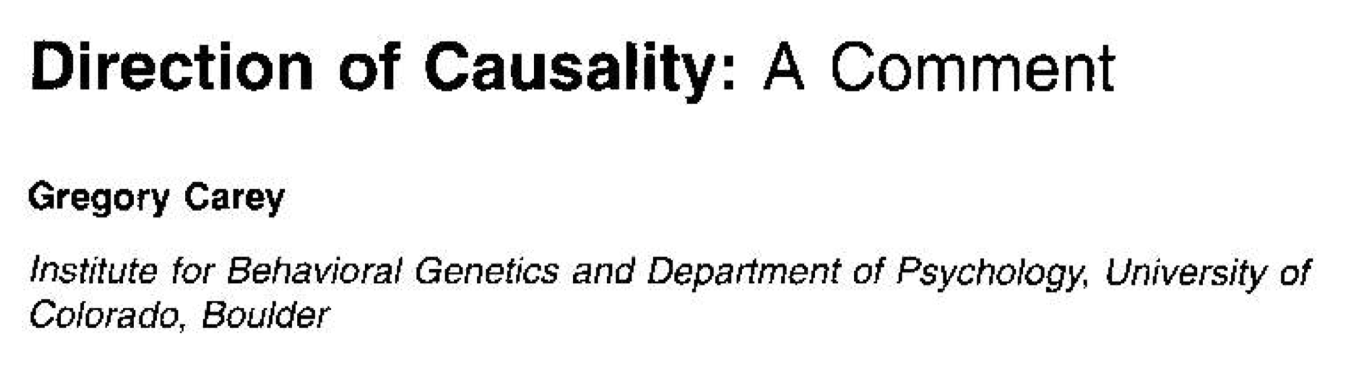 Direction of Causality: A Comment
Gregory Carey
Institute for Behavioral Genetics and Department of Psychology, University of
Colorado, Boulder